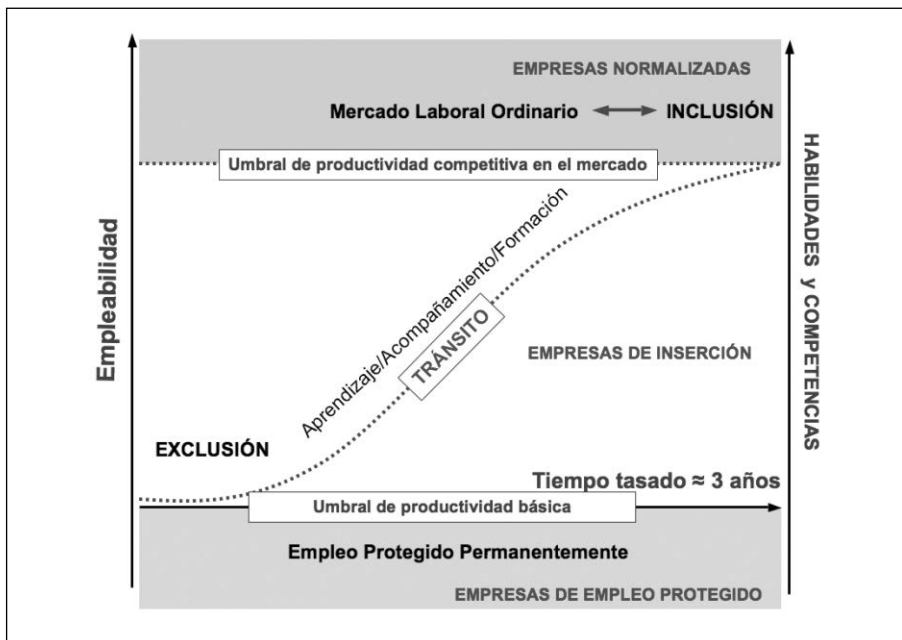 EMPRESAS NORMALIZADAS
Mercado Laboral Ordinario
INCLUSIÓN
Umbral de productividad competitiva en el mercado
Empleabilidad
HABILIDADES y COMPETENCIAS
Aprendizaje/Acompañamiento/Formación
TRÁNSITO
EMPRESAS DE INSERCIÓN
EXCLUSIÓN
Tiempo tasado ≈ 3 años
Umbral de productividad básica
Empleo Protegido Permanentemente
EMPRESAS DE EMPLEO PROTEGIDO